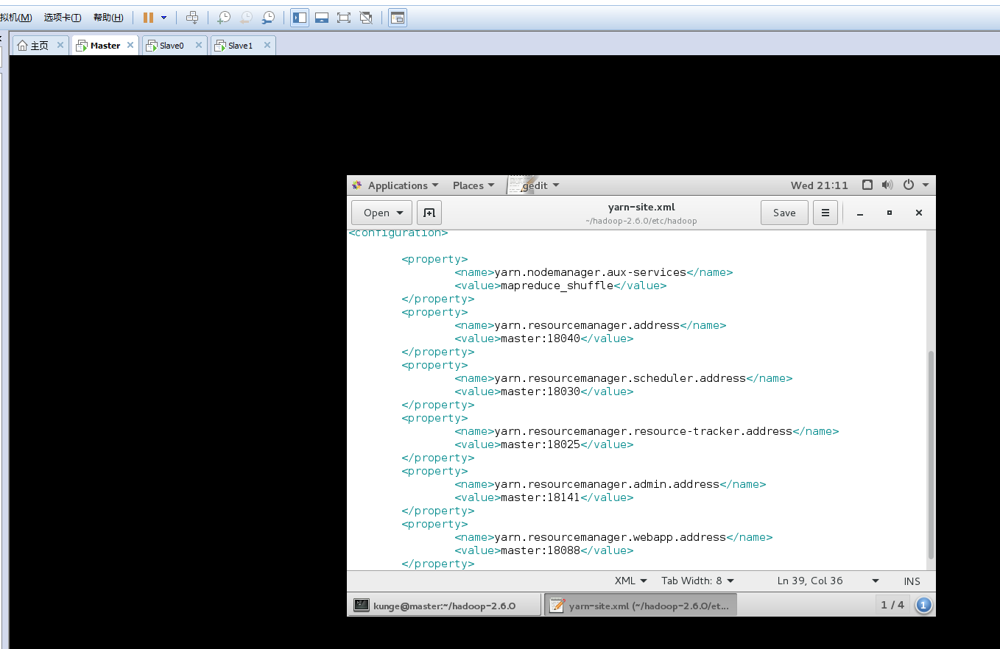 拟机(M) 选项卡(T) 帮助(H)
主页 Master Slave0 Slave1
Applications Places gedit Wed 21:11
Open yarn-site.xml Save
~/hadoop-2.6.0/etc/hadoop
<configuration>
<property>
<name>yarn.nodemanager.aux-services</name>
<value>mapreduce_shuffle</value>
</property>
<property>
<name>yarn.resourcemanager.address</name>
<value>master:18040</value>
</property>
<property>
<name>yarn.resourcemanager.scheduler.address</name>
<value>master:18030</value>
</property>
<property>
<name>yarn.resourcemanager.resource-tracker.address</name>
<value>master:18025</value>
</property>
<property>
<name>yarn.resourcemanager.admin.address</name>
<value>master:18141</value>
</property>
<property>
<name>yarn.resourcemanager.webapp.address</name>
<value>master:18088</value>
</property>
XML Tab Width: 8 Ln 39, Col 36 INS
kunge@master:~/hadoop-2.6.0 yarn-site.xml (~/hadoop-2.6.0/et... 1 / 4 1